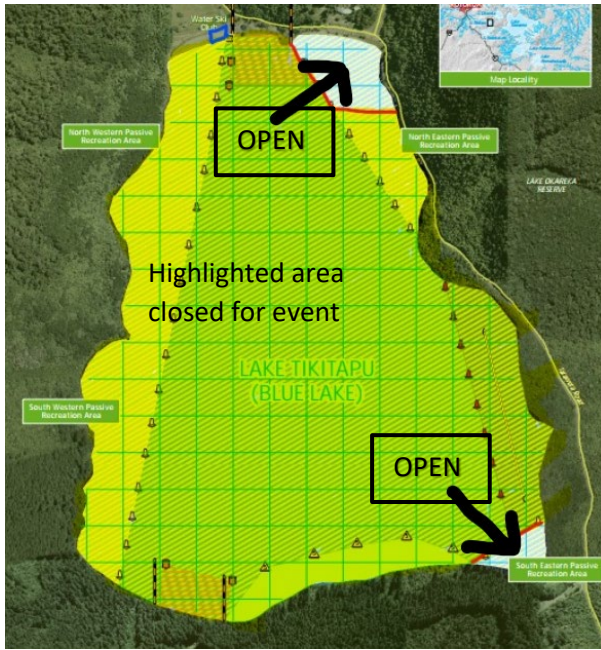 Water Ski
Club
Map Locality
OPEN
North Western Passive
Recreation Area
North Eastern Passive
Recreation Area
LAKE OKAREKA
RESERVE
Highlighted area
closed for event
LAKE TIKITAPU
(BLUE LAKE)
South Western Passive
Recreation Area
OPEN
South Eastern Passive
Recreation Area